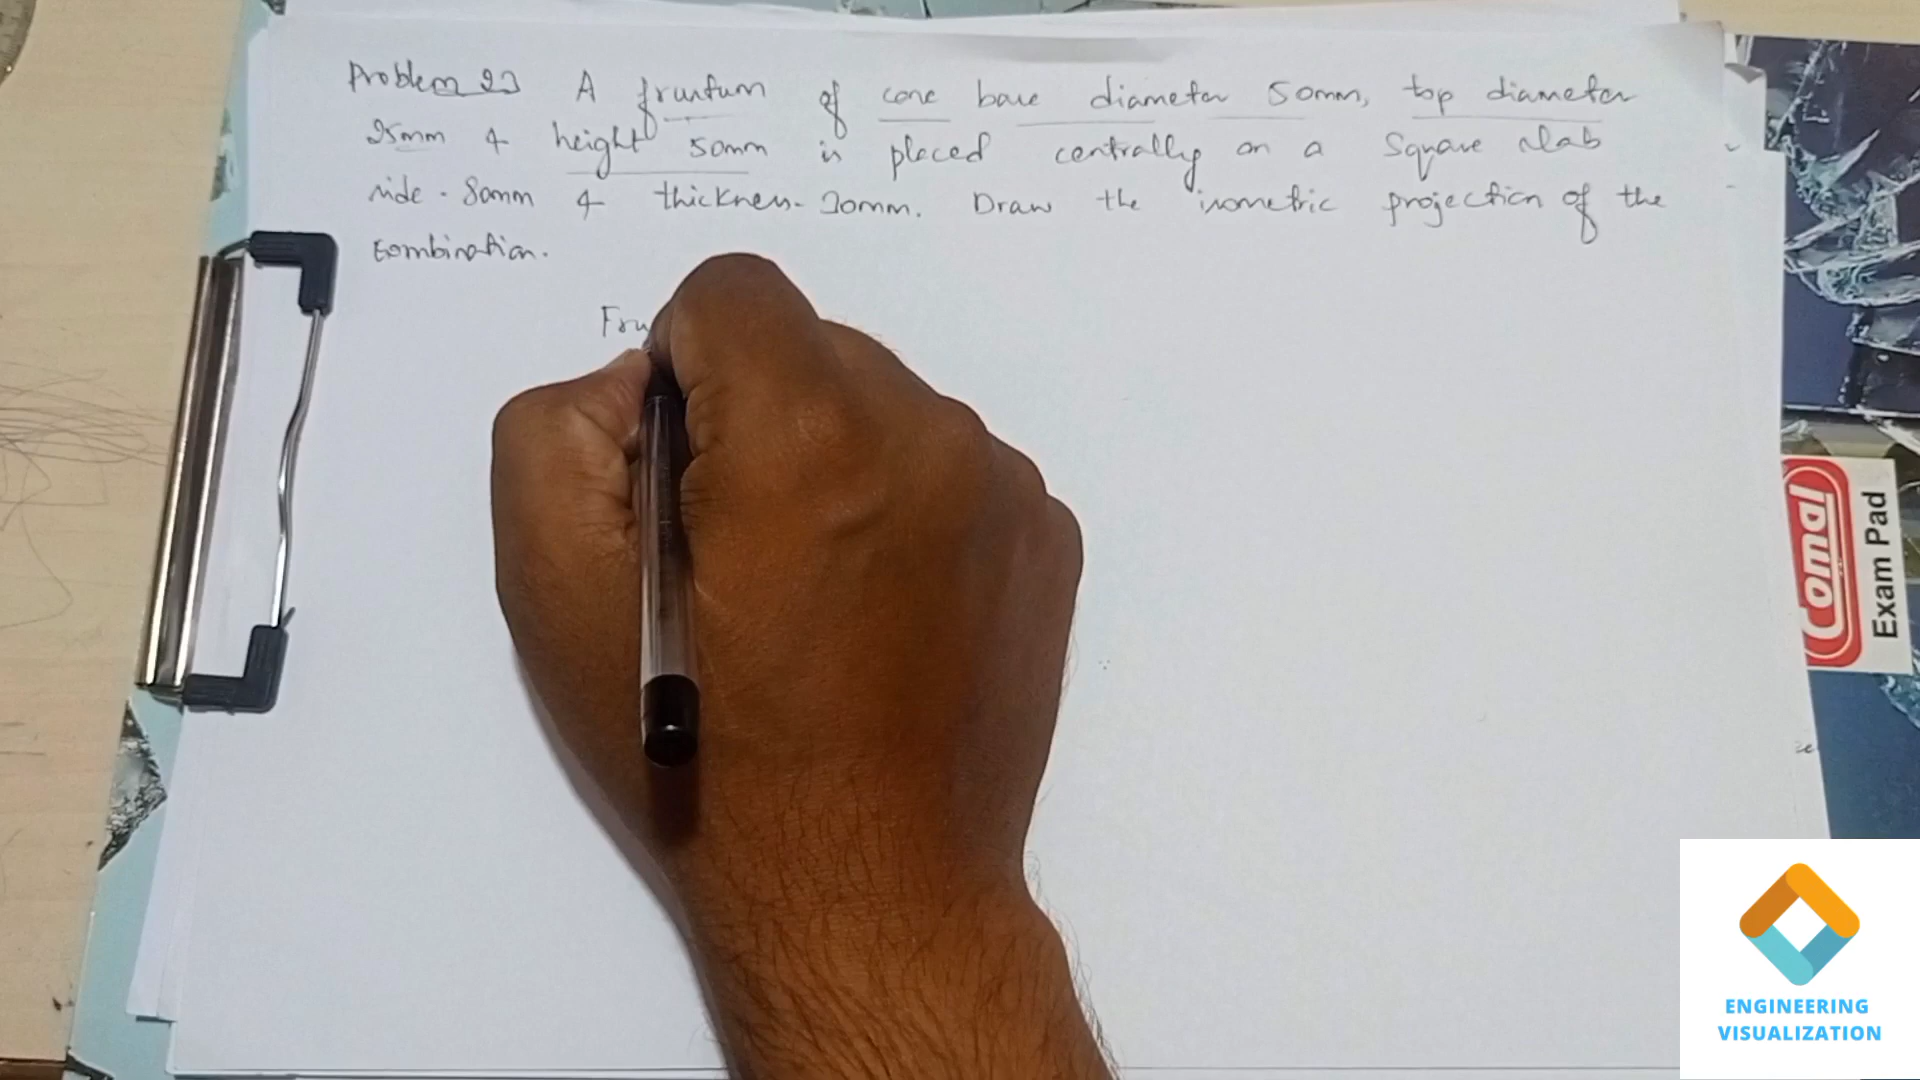 Problem 23 A frustum of cone base diameter 50mm, top diameter
25mm & height 50mm is placed centrally on a Square slab
side - 80mm & thickness - 20mm. Draw the isometric projection of the
combination.
Fru
Comal
Exam Pad
ENGINEERING
VISUALIZATION